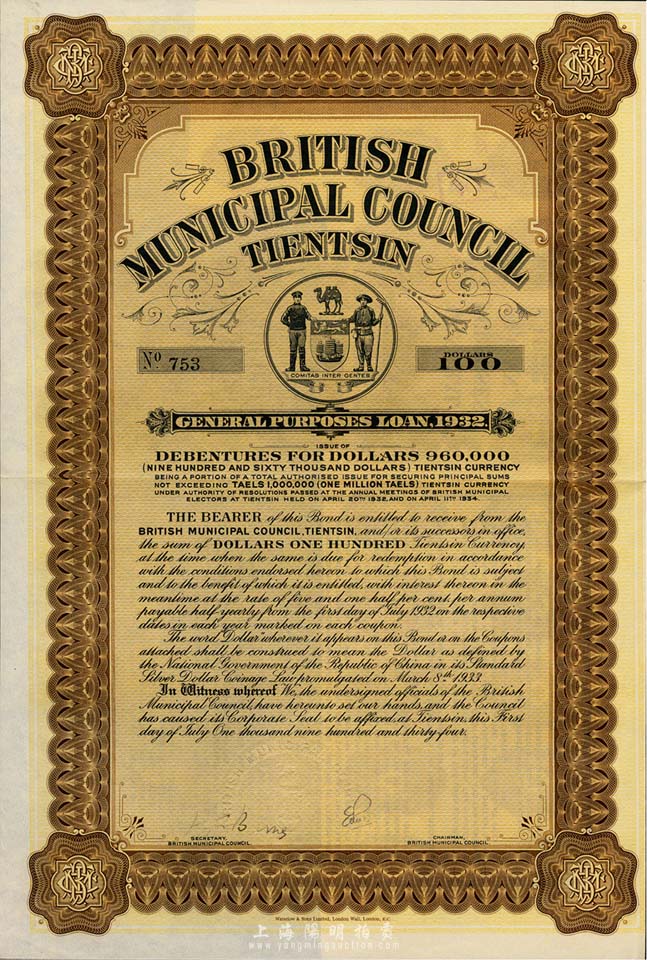 BRITISH
MUNICIPAL COUNCIL
TIENTSIN
COMITAS INTER GENTES
No. 753
DOLLARS
100
GENERAL PURPOSES LOAN, 1932.
ISSUE OF
DEBENTURES FOR DOLLARS 960,000
(NINE HUNDRED AND SIXTY THOUSAND DOLLARS) TIENTSIN CURRENCY
BEING A PORTION OF A TOTAL AUTHORISED ISSUE FOR SECURING PRINCIPAL SUMS
NOT EXCEEDING TAELS 1,000,000 (ONE MILLION TAELS) TIENTSIN CURRENCY
UNDER AUTHORITY OF RESOLUTIONS PASSED AT THE ANNUAL MEETINGS OF BRITISH MUNICIPAL
ELECTORS AT TIENTSIN HELD ON APRIL 20TH 1932, AND ON APRIL 11TH 1934.
THE BEARER of this Bond is entitled to receive from the
BRITISH MUNICIPAL COUNCIL, TIENTSIN, and/or its successors in office,
the sum of DOLLARS ONE HUNDRED Tientsin Currency,
at the time when the same is due for redemption in accordance
with the conditions endorsed hereon to which this Bond is subject
and to the benefit of which it is entitled, with interest thereon in the
meantime at the rate of five and one half per cent. per annum
payable half-yearly from the first day of July 1932 on the respective
dates in each year marked on each coupon.
The word Dollar wherever it appears on this Bond or on the Coupons
attached shall be construed to mean the Dollar as defined by
the National Government of the Republic of China in its Standard
Silver Dollar Coinage Law promulgated on March 8th 1933.
In Witness whereof We, the undersigned officials of the British
Municipal Council, have hereunto set our hands, and the Council
has caused its Corporate Seal to be affixed, at Tientsin, this First
day of July One thousand nine hundred and thirty-four.
SECRETARY,
BRITISH MUNICIPAL COUNCIL.
CHAIRMAN,
BRITISH MUNICIPAL COUNCIL.
Waterlow & Sons Limited, London Wall, London, E.C.
上海陽明拍賣
www.yangmingauction.com